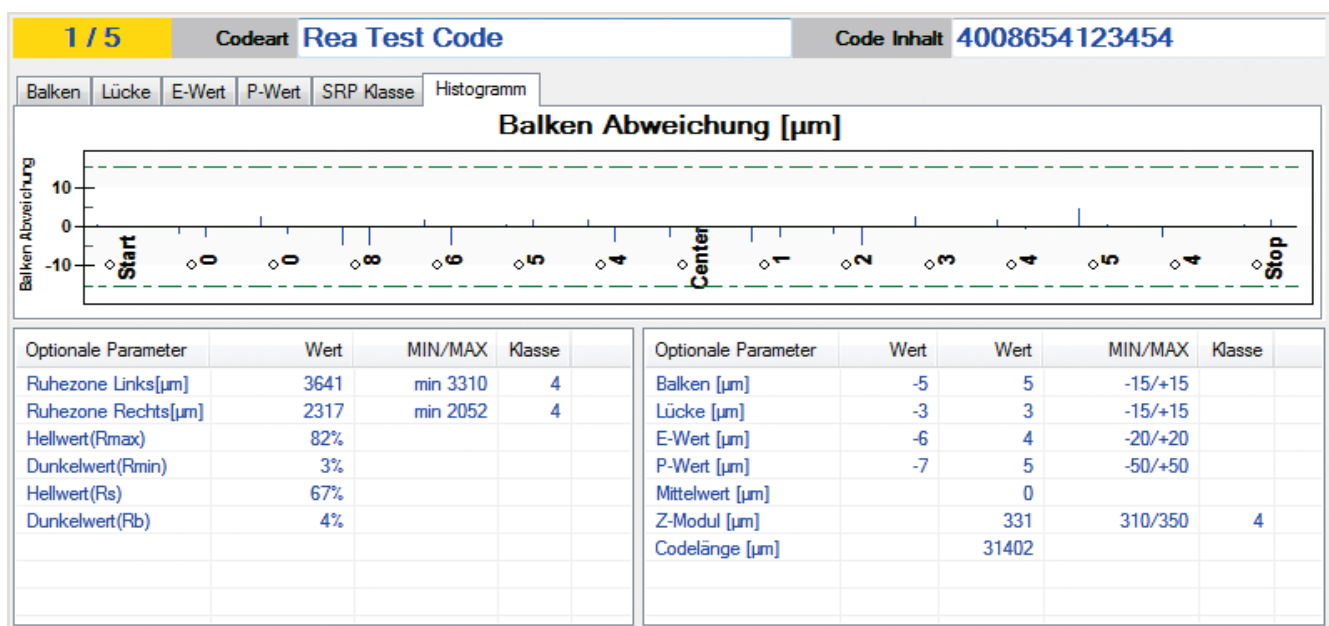 1 / 5 Codeart Rea Test Code Code Inhalt 4008654123454
Balken Lücke E-Wert P-Wert SRP Klasse Histogramm
Balken Abweichung [µm]
Balken Abweichung
10
0
-10
Start 0 0 8 6 5 4 Center 1 2 3 4 5 4 Stop
Optionale Parameter Wert MIN/MAX Klasse
Ruhezone Links[µm] 3641 min 3310 4
Ruhezone Rechts[µm] 2317 min 2052 4
Hellwert(Rmax) 82%
Dunkelwert(Rmin) 3%
Hellwert(Rs) 67%
Dunkelwert(Rb) 4%
Optionale Parameter Wert Wert MIN/MAX Klasse
Balken [µm] -5 5 -15/+15
Lücke [µm] -3 3 -15/+15
E-Wert [µm] -6 4 -20/+20
P-Wert [µm] -7 5 -50/+50
Mittelwert [µm] 0
Z-Modul [µm] 331 310/350 4
Codelänge [µm] 31402